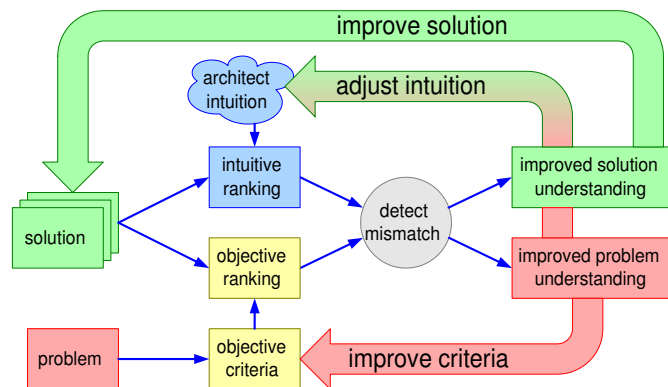 improve solution
architect
intuition
adjust intuition
intuitive
ranking
improved solution
understanding
detect
mismatch
solution
objective
ranking
improved problem
understanding
problem
objective
criteria
improve criteria